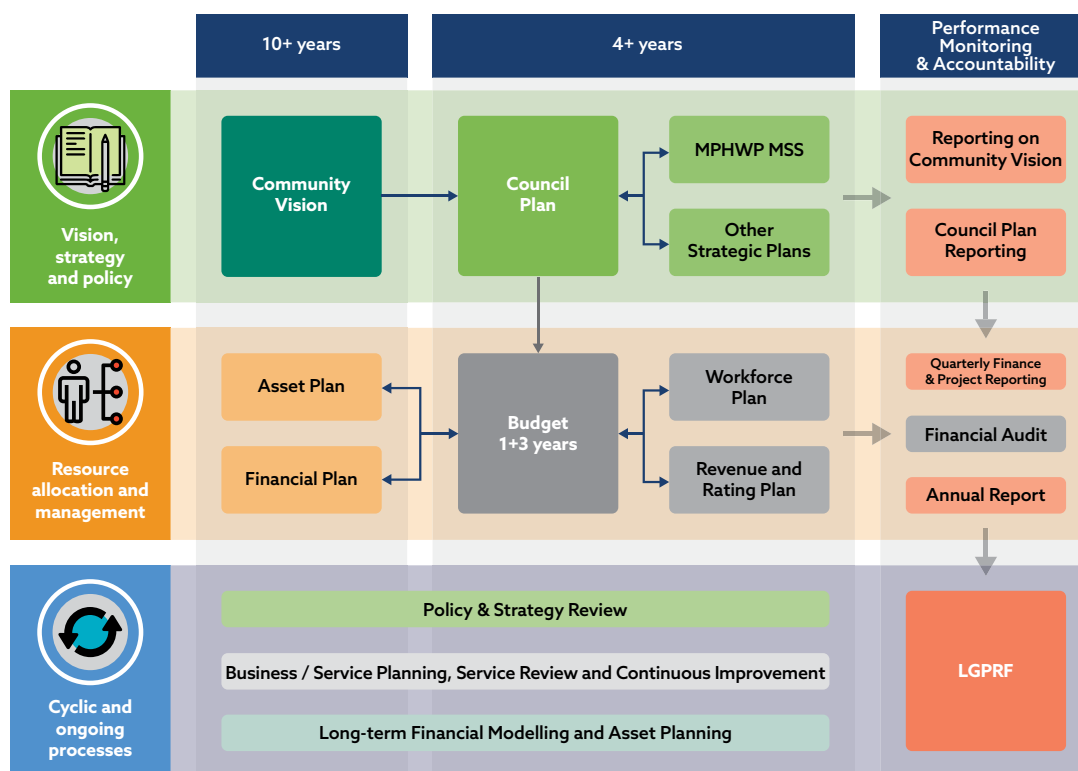 10+ years
4+ years
Performance
Monitoring
& Accountability
Vision,
strategy
and policy
Community
Vision
Council
Plan
MPHWP MSS
Other
Strategic Plans
Reporting on
Community Vision
Council Plan
Reporting
Resource
allocation and
management
Asset Plan
Financial Plan
Budget
1+3 years
Workforce
Plan
Revenue and
Rating Plan
Quarterly Finance
& Project Reporting
Financial Audit
Annual Report
Cyclic and
ongoing
processes
Policy & Strategy Review
Business / Service Planning, Service Review and Continuous Improvement
Long-term Financial Modelling and Asset Planning
LGPRF